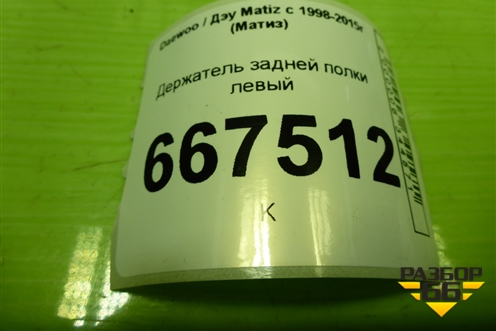 Daewoo / Дэу Matiz с 1998-2015г
(Матиз)
Держатель задней полки
левый
667512
К
РАЗБОР
66